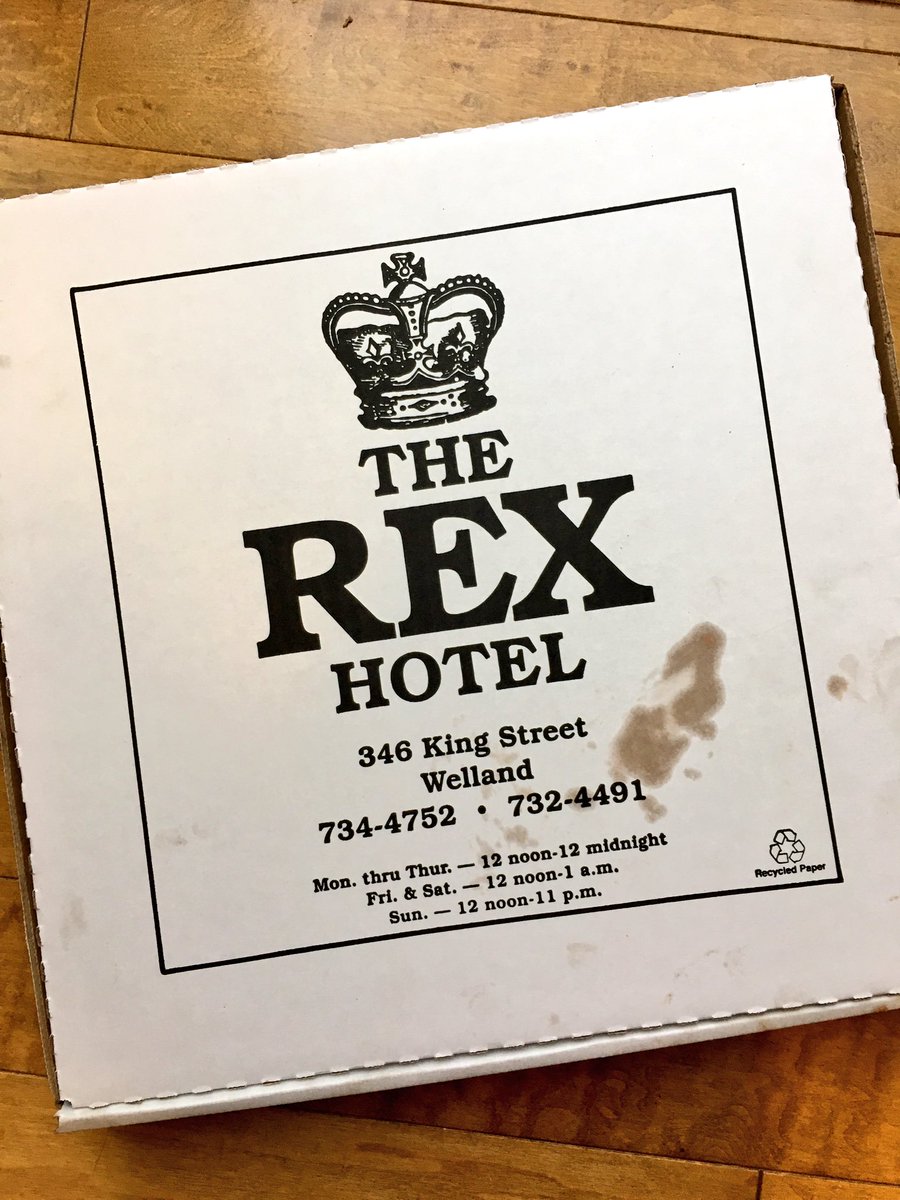 THE
REX
HOTEL
346 King Street
Welland
734-4752 • 732-4491
Mon. thru Thur. — 12 noon-12 midnight
Fri. & Sat. — 12 noon-1 a.m.
Sun. — 12 noon-11 p.m.
Recycled Paper